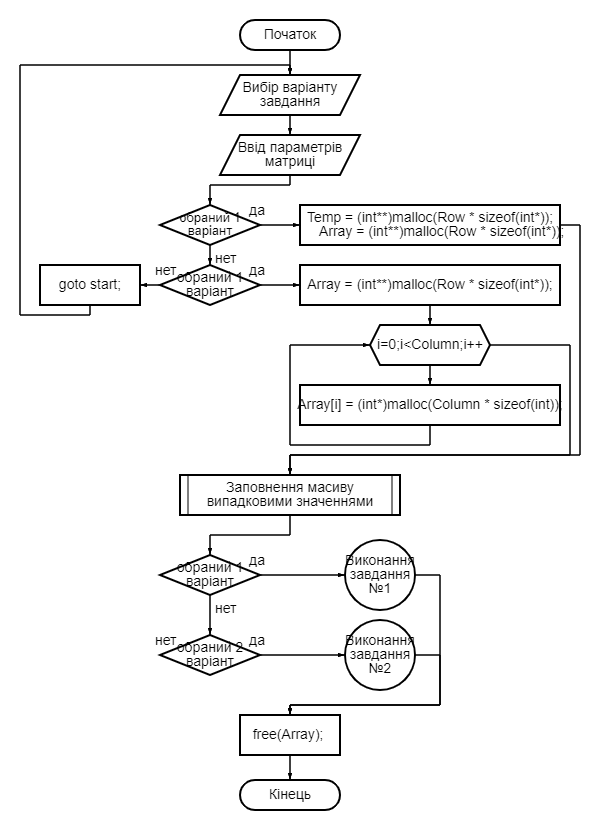 Початок
Вибір варіанту
завдання
Ввід параметрів
матриці
обраний 1
варіант
да
Temp = (int**)malloc(Row * sizeof(int*));
Array = (int**)malloc(Row * sizeof(int*));
нет
goto start;
нет
обраний 1
варіант
да
Array = (int**)malloc(Row * sizeof(int*));
i=0;i<Column;i++
Array[i] = (int*)malloc(Column * sizeof(int));
Заповнення масиву
випадковими значеннями
обраний 1
варіант
да
Виконання
завдання
№1
нет
нет
обраний 2
варіант
да
Виконання
завдання
№2
free(Array);
Кінець